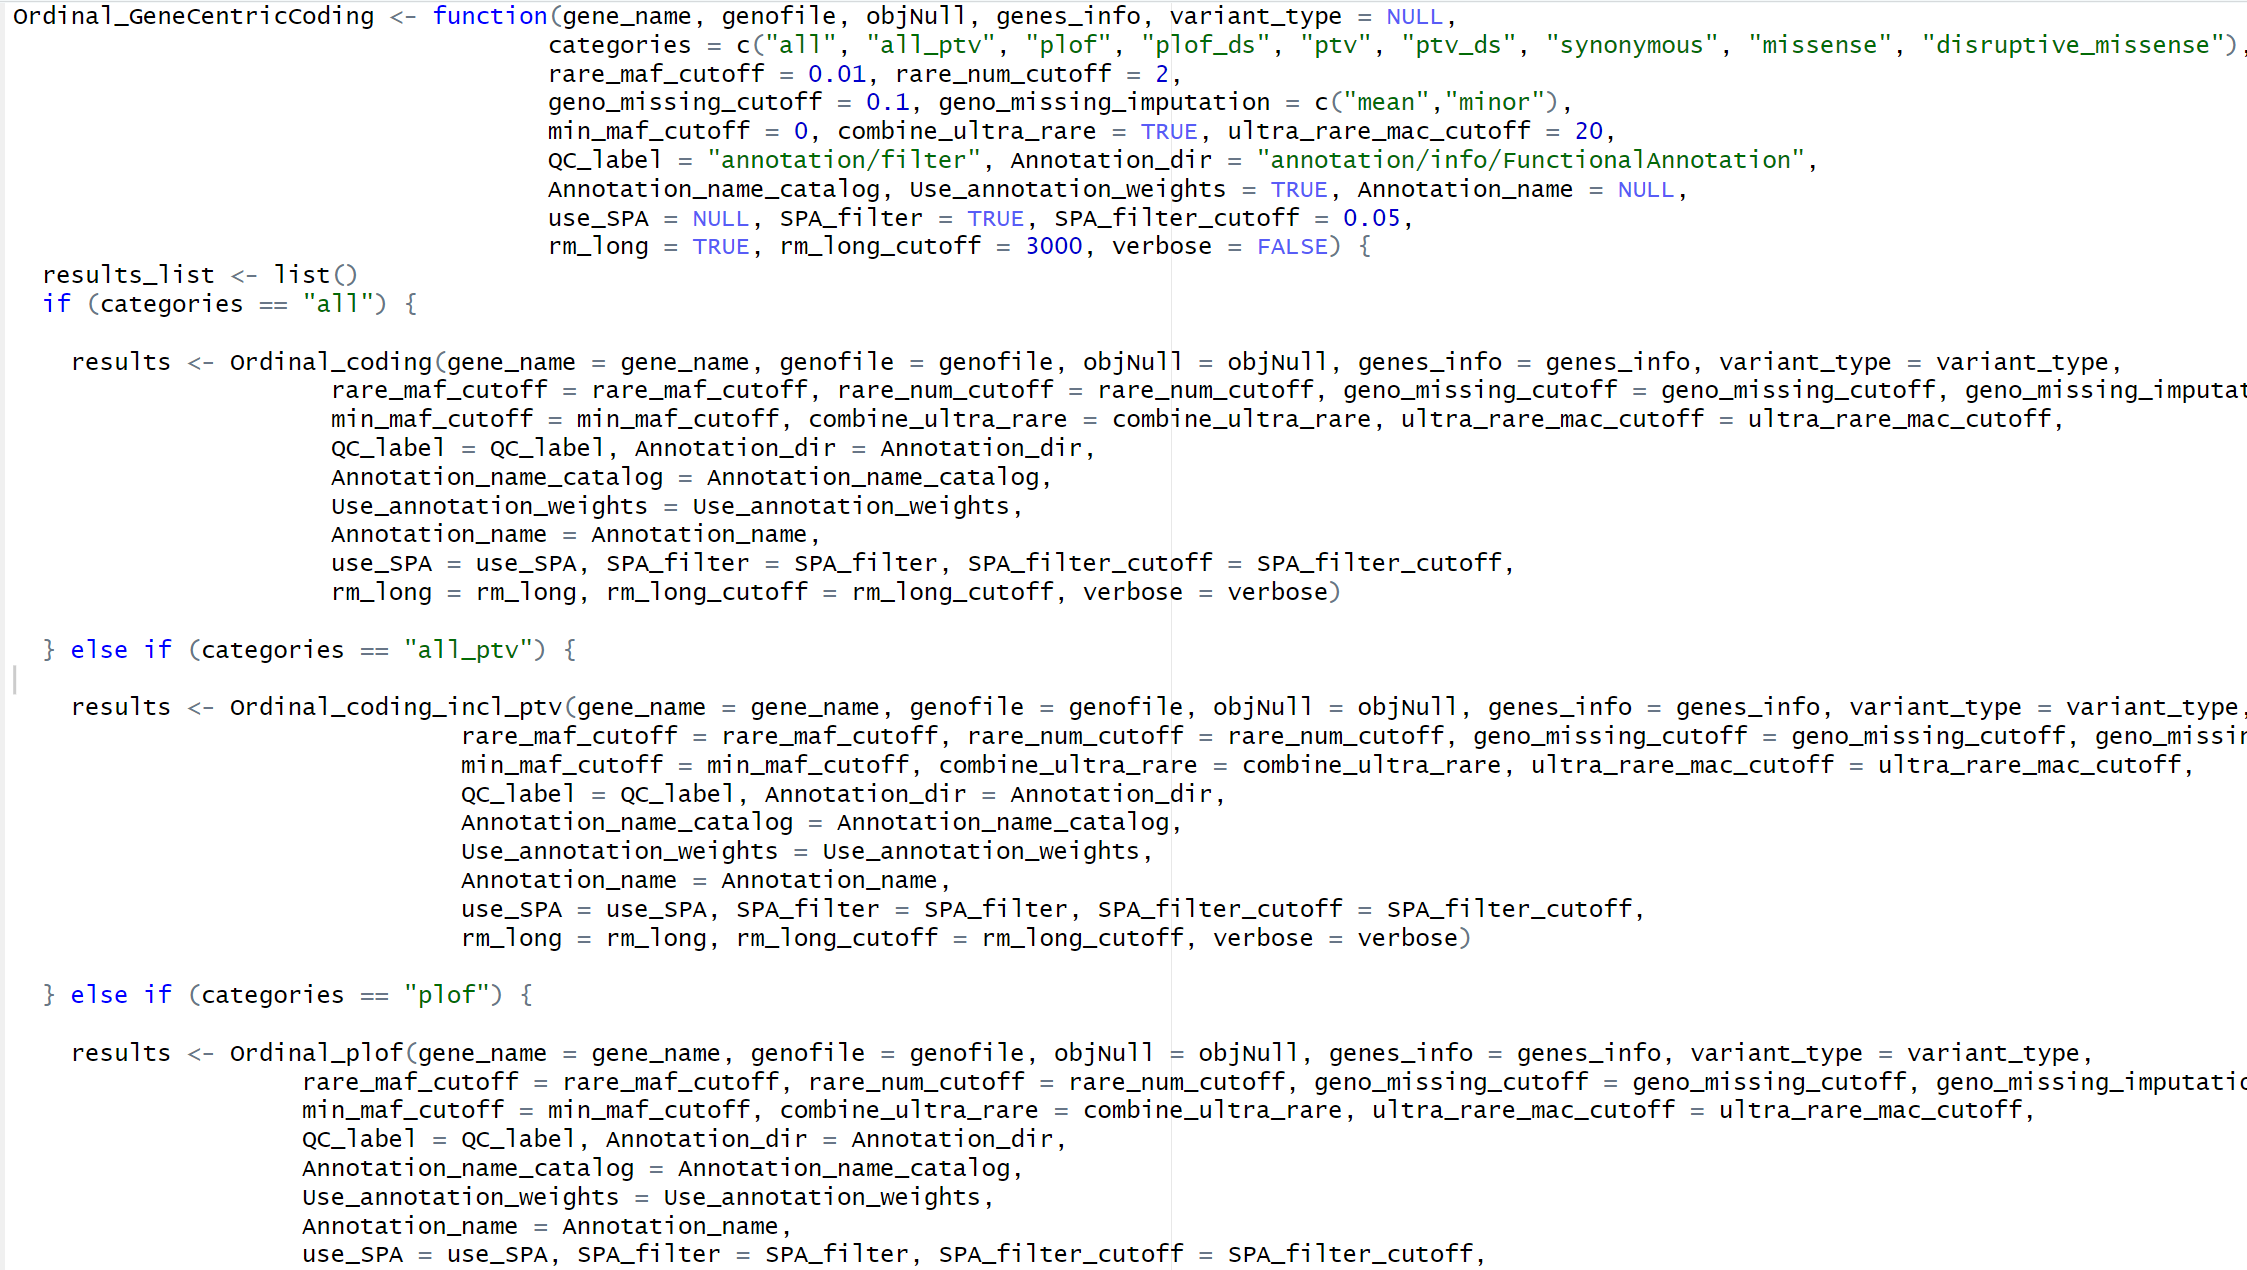 Ordinal_GeneCentricCoding <- function(gene_name, genofile, objNull, genes_info, variant_type = NULL,
categories = c("all", "all_ptv", "plof", "plof_ds", "ptv", "ptv_ds", "synonymous", "missense", "disruptive_missense"),
rare_maf_cutoff = 0.01, rare_num_cutoff = 2,
geno_missing_cutoff = 0.1, geno_missing_imputation = c("mean","minor"),
min_maf_cutoff = 0, combine_ultra_rare = TRUE, ultra_rare_mac_cutoff = 20,
QC_label = "annotation/filter", Annotation_dir = "annotation/info/FunctionalAnnotation",
Annotation_name_catalog, Use_annotation_weights = TRUE, Annotation_name = NULL,
use_SPA = NULL, SPA_filter = TRUE, SPA_filter_cutoff = 0.05,
rm_long = TRUE, rm_long_cutoff = 3000, verbose = FALSE) {
results_list <- list()
if (categories == "all") {
results <- Ordinal_coding(gene_name = gene_name, genofile = genofile, objNull = objNull, genes_info = genes_info, variant_type = variant_type,
rare_maf_cutoff = rare_maf_cutoff, rare_num_cutoff = rare_num_cutoff, geno_missing_cutoff = geno_missing_cutoff, geno_missing_imputat
min_maf_cutoff = min_maf_cutoff, combine_ultra_rare = combine_ultra_rare, ultra_rare_mac_cutoff = ultra_rare_mac_cutoff,
QC_label = QC_label, Annotation_dir = Annotation_dir,
Annotation_name_catalog = Annotation_name_catalog,
Use_annotation_weights = Use_annotation_weights,
Annotation_name = Annotation_name,
use_SPA = use_SPA, SPA_filter = SPA_filter, SPA_filter_cutoff = SPA_filter_cutoff,
rm_long = rm_long, rm_long_cutoff = rm_long_cutoff, verbose = verbose)
} else if (categories == "all_ptv") {
results <- Ordinal_coding_incl_ptv(gene_name = gene_name, genofile = genofile, objNull = objNull, genes_info = genes_info, variant_type = variant_type,
rare_maf_cutoff = rare_maf_cutoff, rare_num_cutoff = rare_num_cutoff, geno_missing_cutoff = geno_missing_cutoff, geno_missin
min_maf_cutoff = min_maf_cutoff, combine_ultra_rare = combine_ultra_rare, ultra_rare_mac_cutoff = ultra_rare_mac_cutoff,
QC_label = QC_label, Annotation_dir = Annotation_dir,
Annotation_name_catalog = Annotation_name_catalog,
Use_annotation_weights = Use_annotation_weights,
Annotation_name = Annotation_name,
use_SPA = use_SPA, SPA_filter = SPA_filter, SPA_filter_cutoff = SPA_filter_cutoff,
rm_long = rm_long, rm_long_cutoff = rm_long_cutoff, verbose = verbose)
} else if (categories == "plof") {
results <- Ordinal_plof(gene_name = gene_name, genofile = genofile, objNull = objNull, genes_info = genes_info, variant_type = variant_type,
rare_maf_cutoff = rare_maf_cutoff, rare_num_cutoff = rare_num_cutoff, geno_missing_cutoff = geno_missing_cutoff, geno_missing_imputatio
min_maf_cutoff = min_maf_cutoff, combine_ultra_rare = combine_ultra_rare, ultra_rare_mac_cutoff = ultra_rare_mac_cutoff,
QC_label = QC_label, Annotation_dir = Annotation_dir,
Annotation_name_catalog = Annotation_name_catalog,
Use_annotation_weights = Use_annotation_weights,
Annotation_name = Annotation_name,
use_SPA = use_SPA, SPA_filter = SPA_filter, SPA_filter_cutoff = SPA_filter_cutoff,